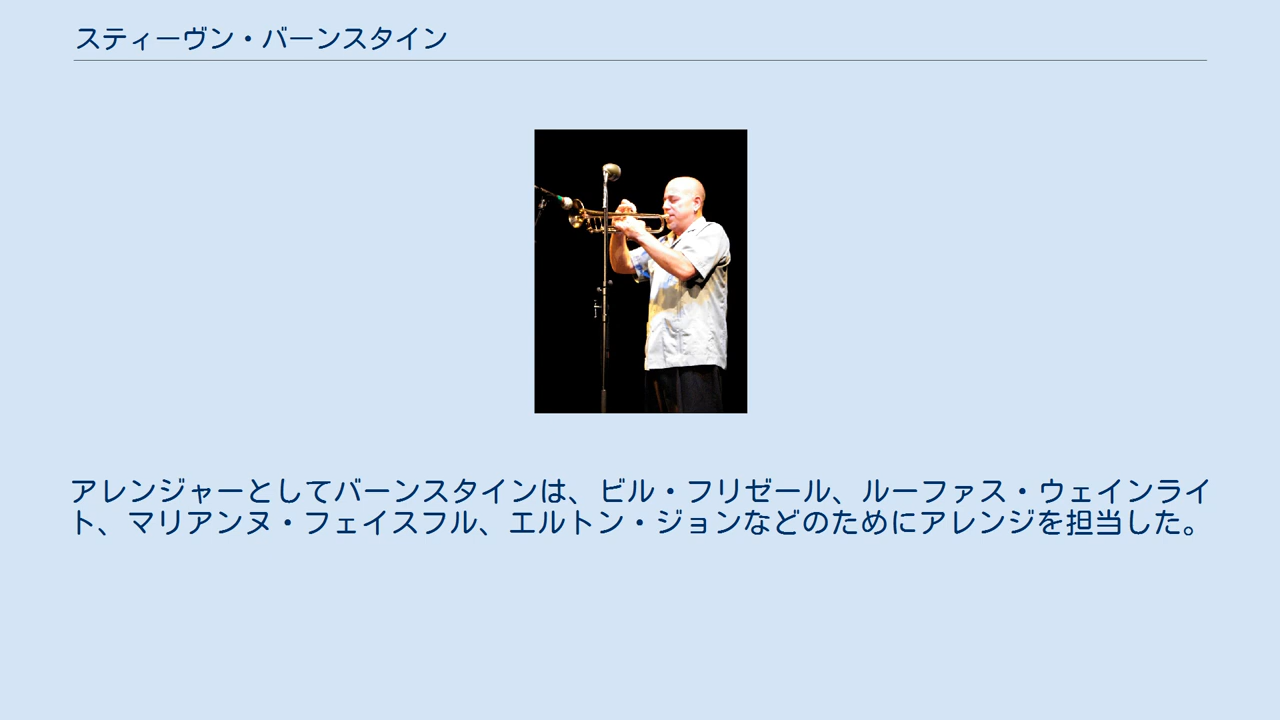 スティーヴン・バーンスタイン
アレンジャーとしてバーンスタインは、ビル・フリゼール、ルーファス・ウェインライ
ト、マリアンヌ・フェイスフル、エルトン・ジョンなどのためにアレンジを担当した。